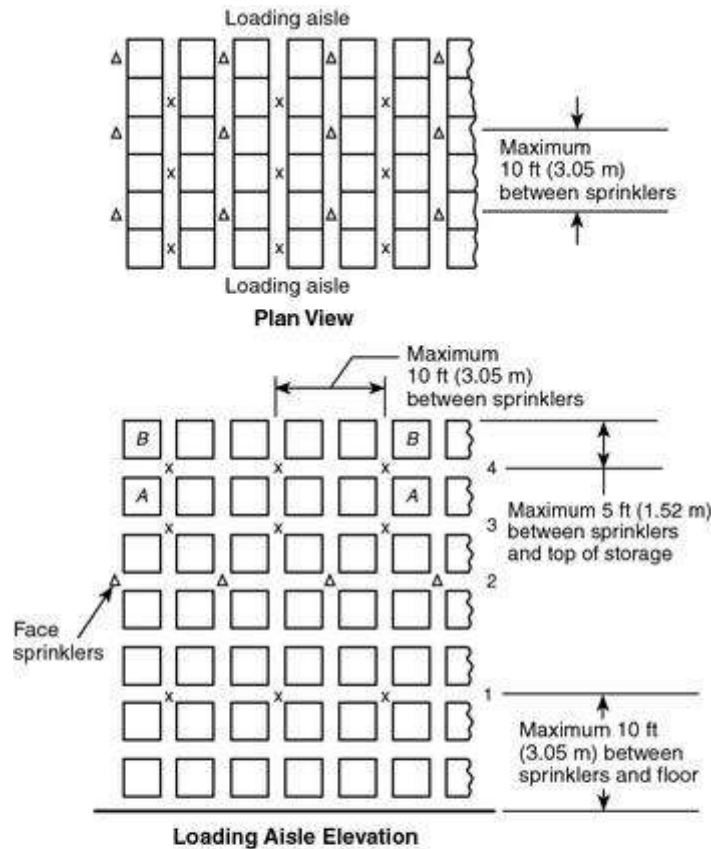 Loading aisle
Maximum
10 ft (3.05 m)
between sprinklers
Loading aisle
Plan View
Maximum
10 ft (3.05 m)
between sprinklers
B
B
x
x
x
4
A
A
Maximum 5 ft (1.52 m)
between sprinklers
and top of storage
3
2
Face
sprinklers
1
Maximum 10 ft
(3.05 m) between
sprinklers and floor
Loading Aisle Elevation